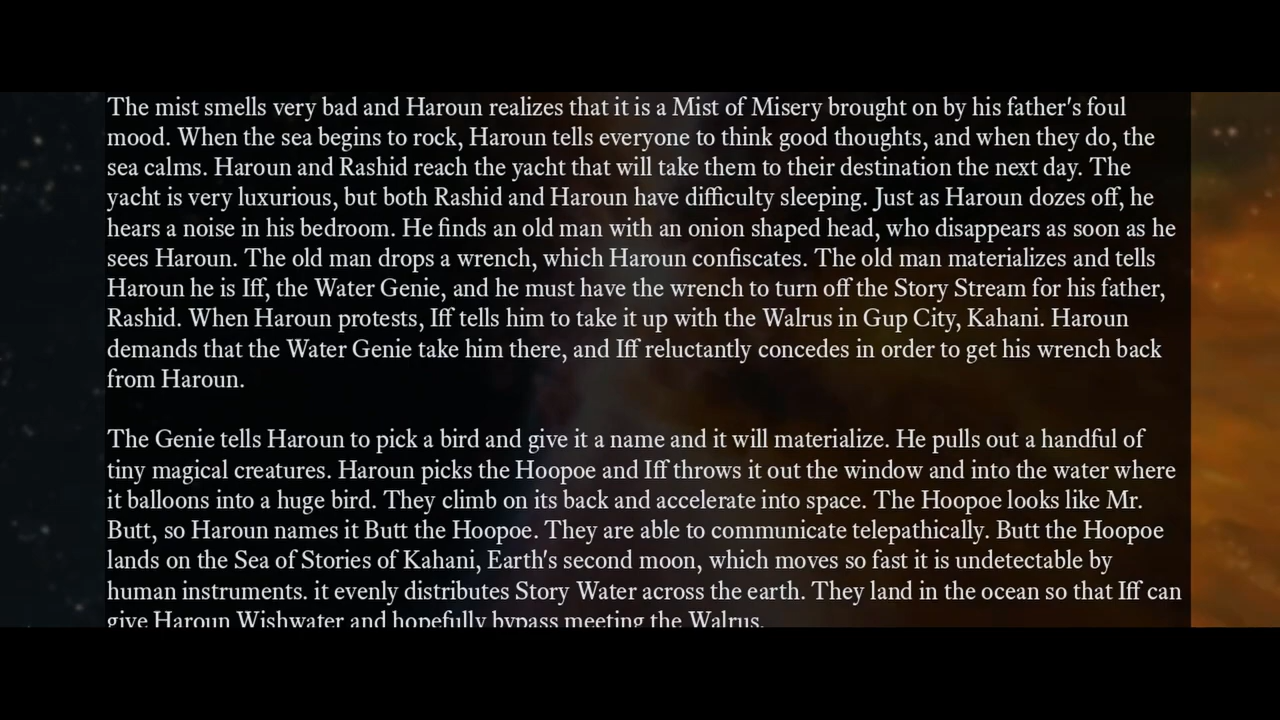 The mist smells very bad and Haroun realizes that it is a Mist of Misery brought on by his father's foul
mood. When the sea begins to rock, Haroun tells everyone to think good thoughts, and when they do, the
sea calms. Haroun and Rashid reach the yacht that will take them to their destination the next day. The
yacht is very luxurious, but both Rashid and Haroun have difficulty sleeping. Just as Haroun dozes off, he
hears a noise in his bedroom. He finds an old man with an onion shaped head, who disappears as soon as he
sees Haroun. The old man drops a wrench, which Haroun confiscates. The old man materializes and tells
Haroun he is Iff, the Water Genie, and he must have the wrench to turn off the Story Stream for his father,
Rashid. When Haroun protests, Iff tells him to take it up with the Walrus in Gup City, Kahani. Haroun
demands that the Water Genie take him there, and Iff reluctantly concedes in order to get his wrench back
from Haroun.
The Genie tells Haroun to pick a bird and give it a name and it will materialize. He pulls out a handful of
tiny magical creatures. Haroun picks the Hoopoe and Iff throws it out the window and into the water where
it balloons into a huge bird. They climb on its back and accelerate into space. The Hoopoe looks like Mr.
Butt, so Haroun names it Butt the Hoopoe. They are able to communicate telepathically. Butt the Hoopoe
lands on the Sea of Stories of Kahani, Earth's second moon, which moves so fast it is undetectable by
human instruments. it evenly distributes Story Water across the earth. They land in the ocean so that Iff can
give Haroun Wishwater and hopefully bypass meeting the Walrus.